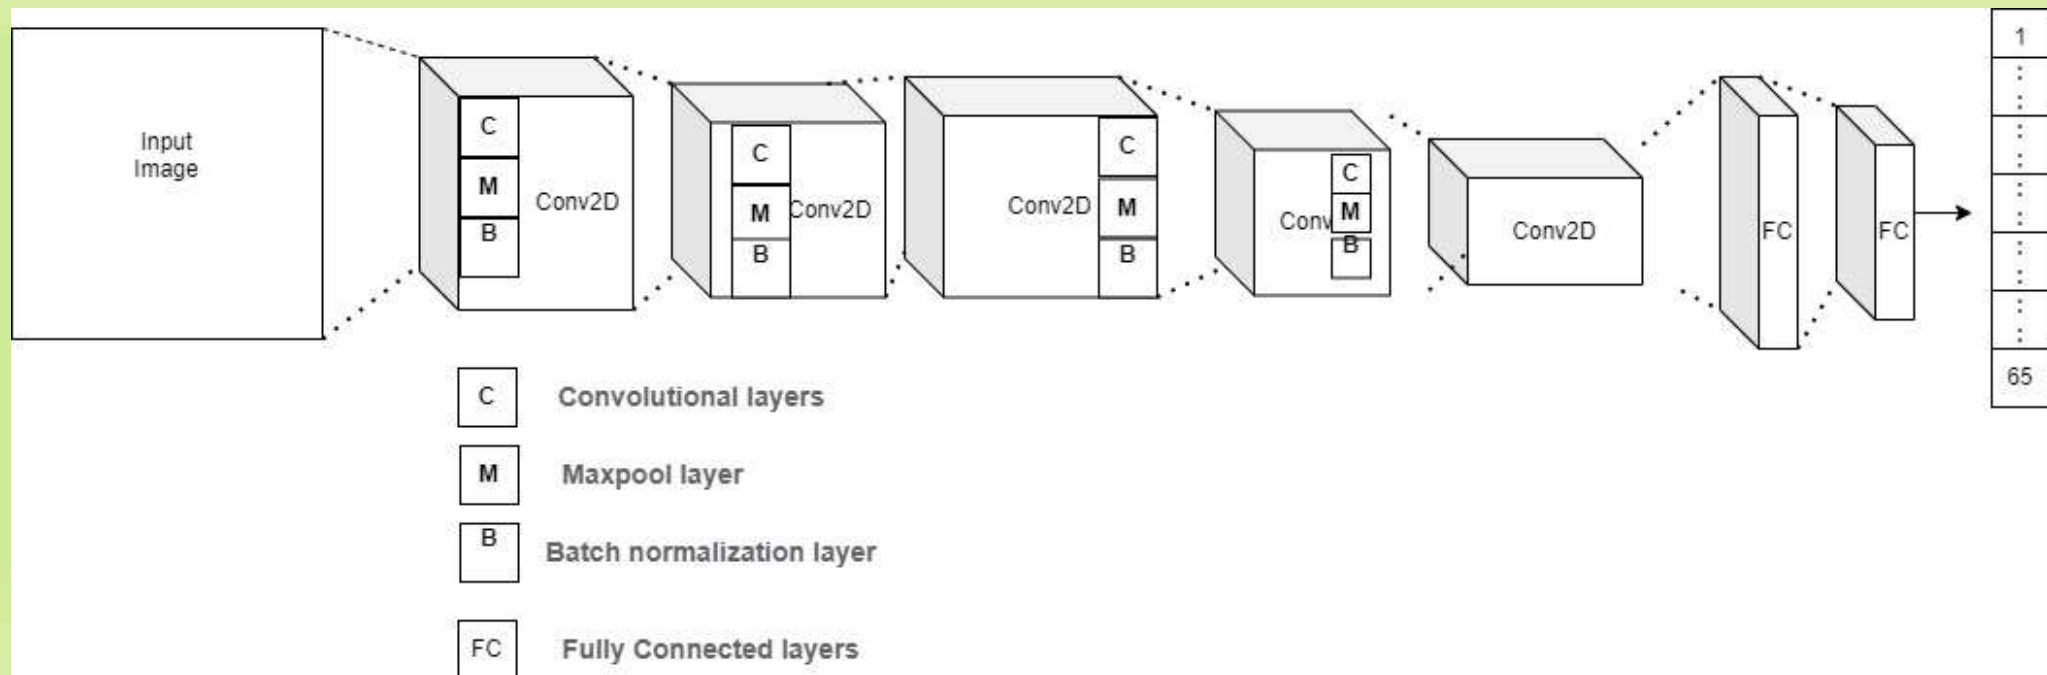 Input
Image
C
M
B
Conv2D
C
M
B
Conv2D
Conv2D
C
M
B
Conv
C
M
B
Conv2D
FC
FC
1
65
C Convolutional layers
M Maxpool layer
B Batch normalization layer
FC Fully Connected layers